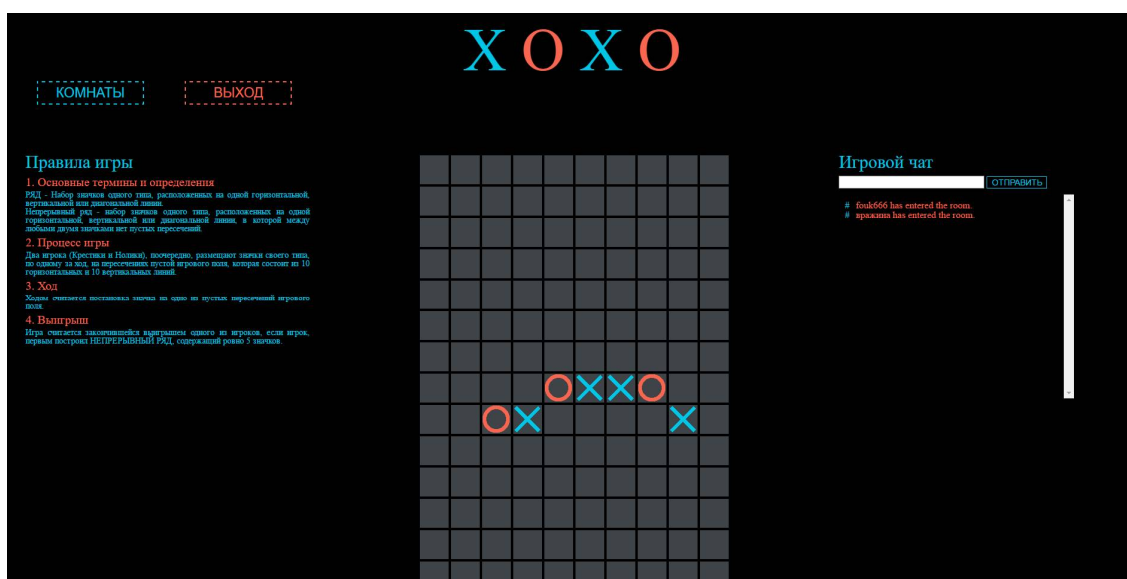 XOXO
КОМНАТЫ
ВЫХОД
Правила игры
1. Основные термины и определения
РЯД - Набор значков одного типа, расположенных на одной горизонтальной,
вертикальной или диагональной линии.
Непрерывный ряд - набор значков одного типа, расположенных на одной
горизонтальной, вертикальной или диагональной линии, в которой между
любыми двумя значками нет пустых пересечений.
2. Процесс игры
Два игрока (Крестики и Нолики), поочередно, размещают значки своего типа,
по одному за ход, на пересечениях пустой игрового поля, которая состоит из 10
горизонтальных и 10 вертикальных линий.
3. Ход
Ходом считается постановка значка на одно из пустых пересечений игрового
поля.
4. Выигрыш
Игра считается закончившейся выигрышем одного из игроков, если игрок,
первым построил НЕПРЕРЫВНЫЙ РЯД, содержащий ровно 5 значков.
Игровой чат
ОТПРАВИТЬ
# fouk666 has entered the room.
# вражина has entered the room.